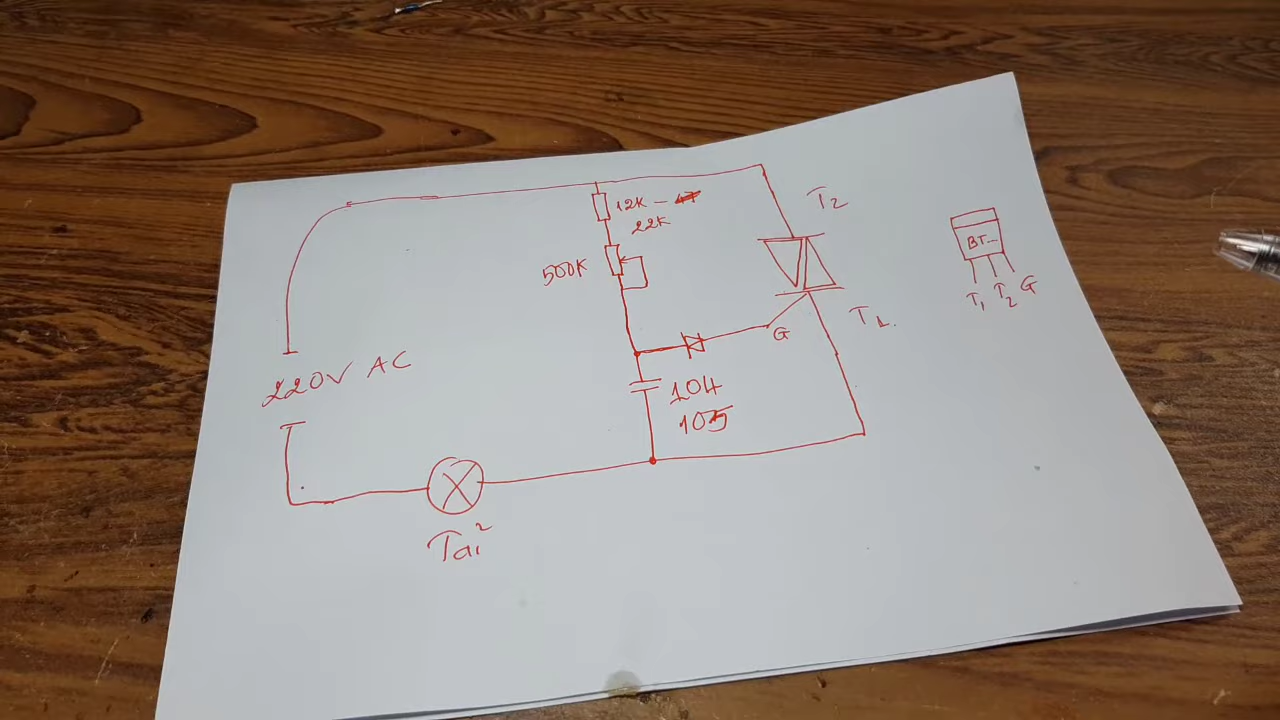 12K -
22K
500K
T2
T1.
G
BT-
T1 T2 G
220V AC
104
105
Tải